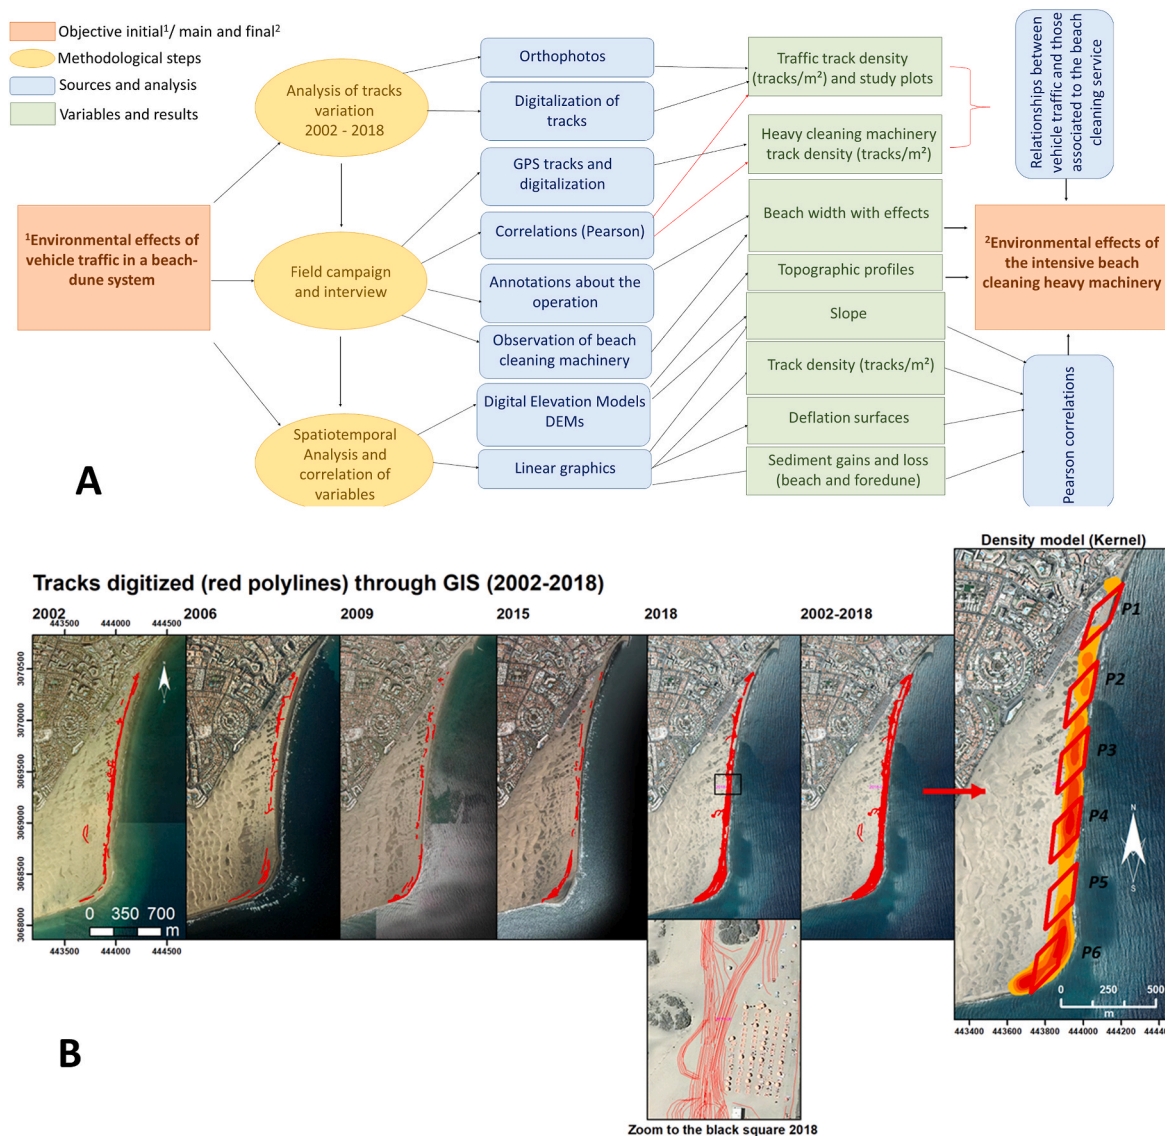 Objective initial¹/ main and final²
Methodological steps
Sources and analysis
Variables and results
¹Environmental effects of
vehicle traffic in a beach-
dune system
Analysis of tracks
variation
2002 - 2018
Field campaign
and interview
Spatiotemporal
Analysis and
correlation of
variables
Orthophotos
Digitalization of
tracks
GPS tracks and
digitalization
Correlations (Pearson)
Annotations about the
operation
Observation of beach
cleaning machinery
Digital Elevation Models
DEMs
Linear graphics
Traffic track density
(tracks/m²) and study plots
Heavy cleaning machinery
track density (tracks/m²)
Beach width with effects
Topographic profiles
Slope
Track density (tracks/m²)
Deflation surfaces
Sediment gains and loss
(beach and foredune)
Relationships between
vehicle traffic and those
associated to the beach
cleaning service
²Environmental effects of
the intensive beach
cleaning heavy machinery
Pearson correlations
A
Tracks digitized (red polylines) through GIS (2002-2018)
2002
2006
2009
2015
2018
2002-2018
443500 444000 444500
3070500
3070000
3069500
3069000
3068500
3068000
0 350 700
m
443500 444000 444500
Density model (Kernel)
P1
P2
P3
P4
P5
P6
N
S
0 250 500
m
443400 443600 443800 444000 444200 4444
Zoom to the black square 2018
B